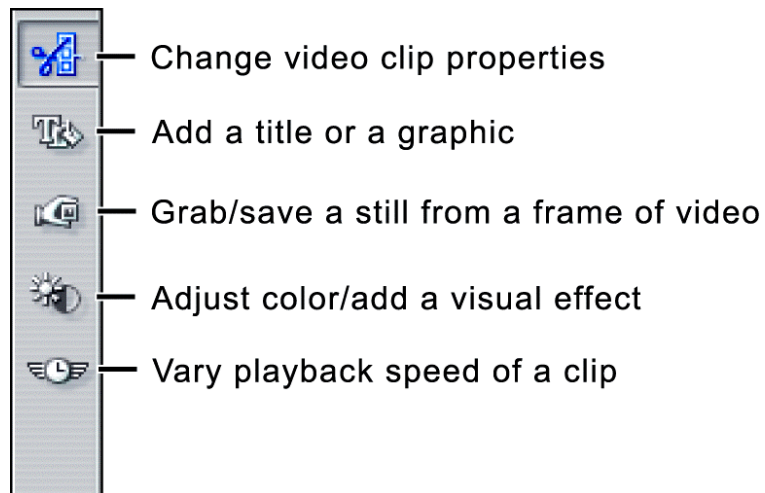 Change video clip properties
Add a title or a graphic
Grab/save a still from a frame of video
Adjust color/add a visual effect
Vary playback speed of a clip